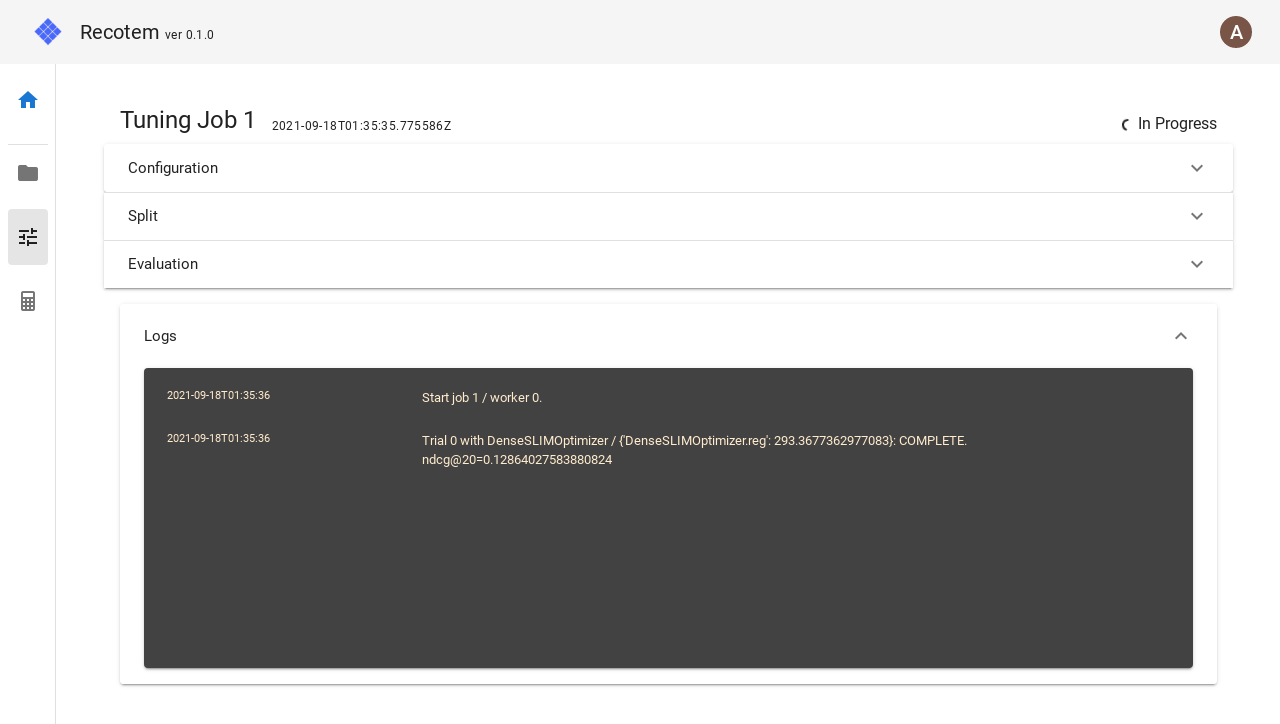 Recotem ver 0.1.0
A
Tuning Job 1 2021-09-18T01:35:35.775586Z
In Progress
Configuration
Split
Evaluation
Logs
2021-09-18T01:35:36 Start job 1 / worker 0.
2021-09-18T01:35:36 Trial 0 with DenseSLIMOptimizer / {'DenseSLIMOptimizer.reg': 293.3677362977083}: COMPLETE.
ndcg@20=0.12864027583880824